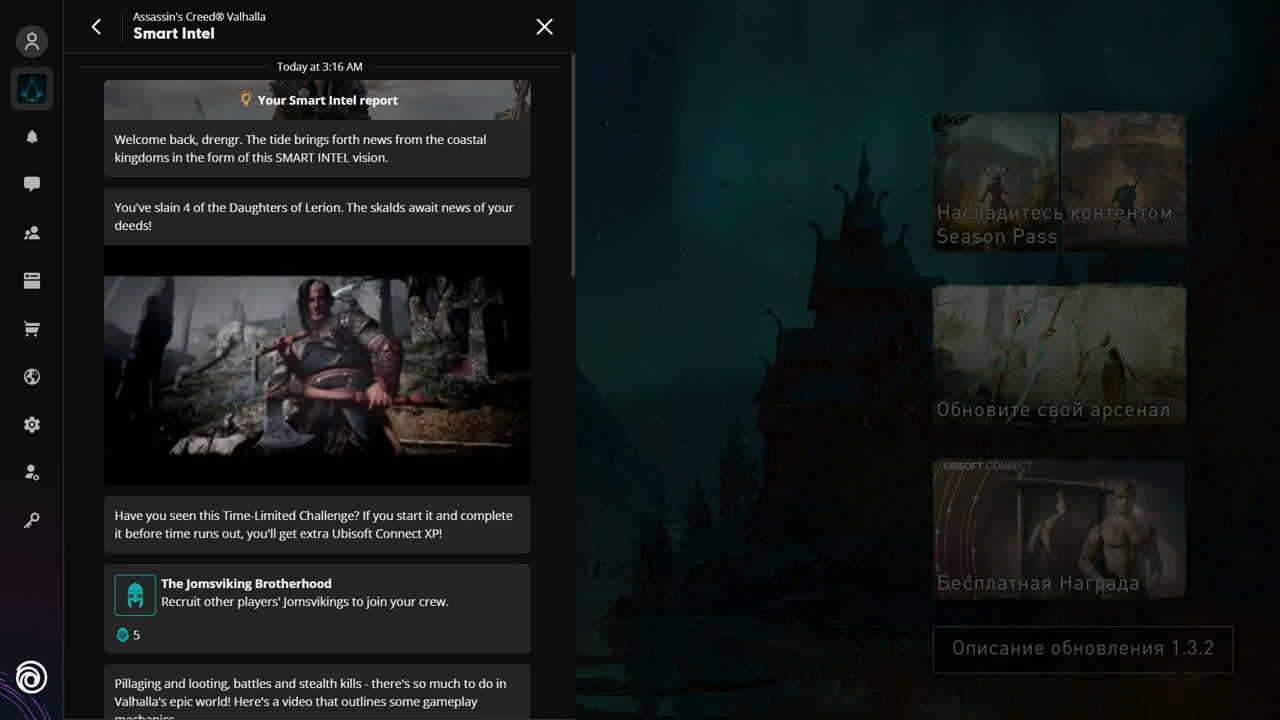 Assassin's Creed® Valhalla
Smart Intel
Today at 3:16 AM
Your Smart Intel report
Welcome back, drengr. The tide brings forth news from the coastal
kingdoms in the form of this SMART INTEL vision.
You've slain 4 of the Daughters of Lerion. The skalds await news of your
deeds!
Have you seen this Time-Limited Challenge? If you start it and complete
it before time runs out, you'll get extra Ubisoft Connect XP!
The Jomsviking Brotherhood
Recruit other players' Jomsvikings to join your crew.
5
Pillaging and looting, battles and stealth kills - there's so much to do in
Valhalla's epic world! Here's a video that outlines some gameplay
mechanics.
Насладитесь контентом
Season Pass
Обновите свой арсенал
UBISOFT CONNECT
Бесплатная Награда
Описание обновления 1.3.2